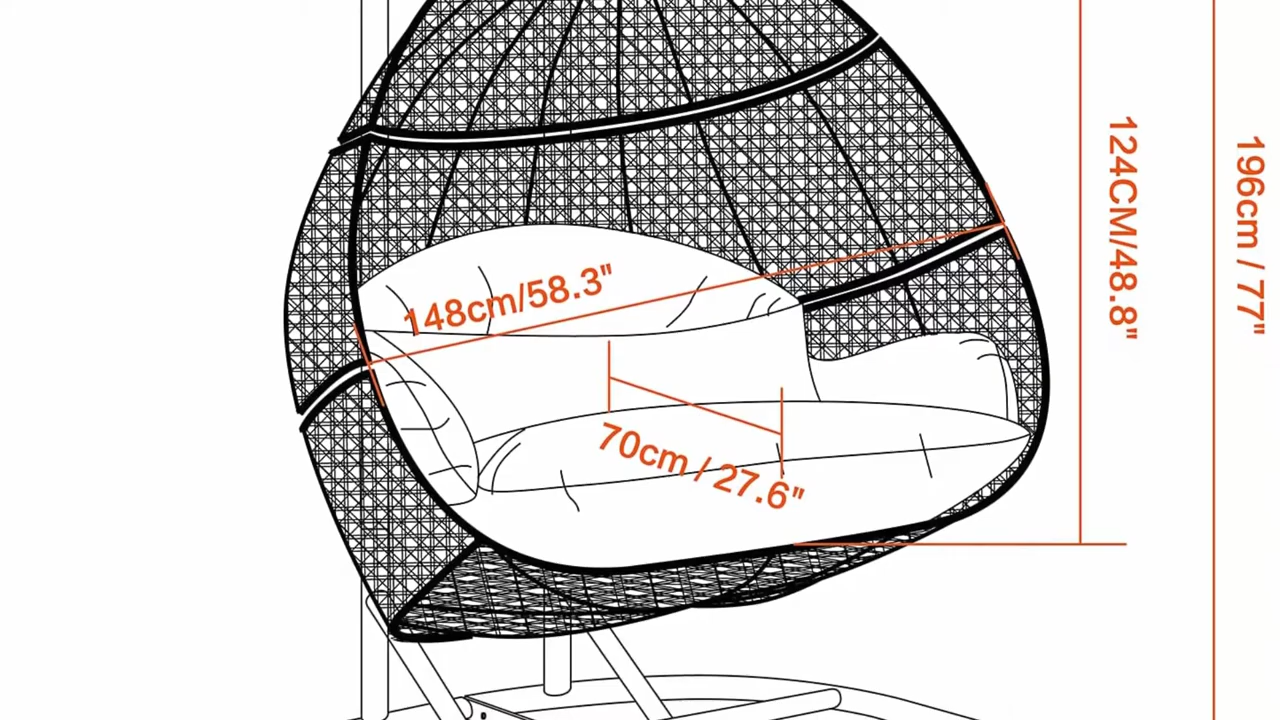 148cm/58.3"
70cm / 27.6"
124CM/48.8"
196cm / 77"